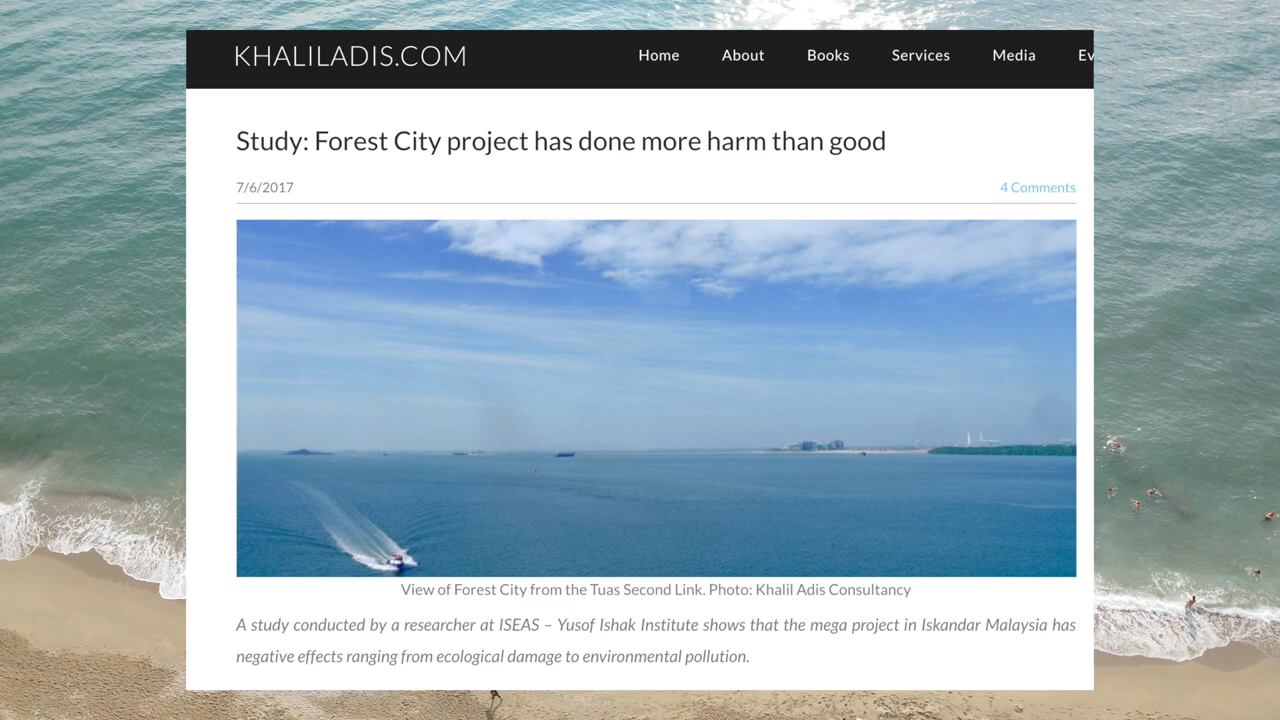 KHALILADIS.COM
Home About Books Services Media Ev
Study: Forest City project has done more harm than good
7/6/2017 4 Comments
View of Forest City from the Tuas Second Link. Photo: Khalil Adis Consultancy
A study conducted by a researcher at ISEAS – Yusof Ishak Institute shows that the mega project in Iskandar Malaysia has
negative effects ranging from ecological damage to environmental pollution.